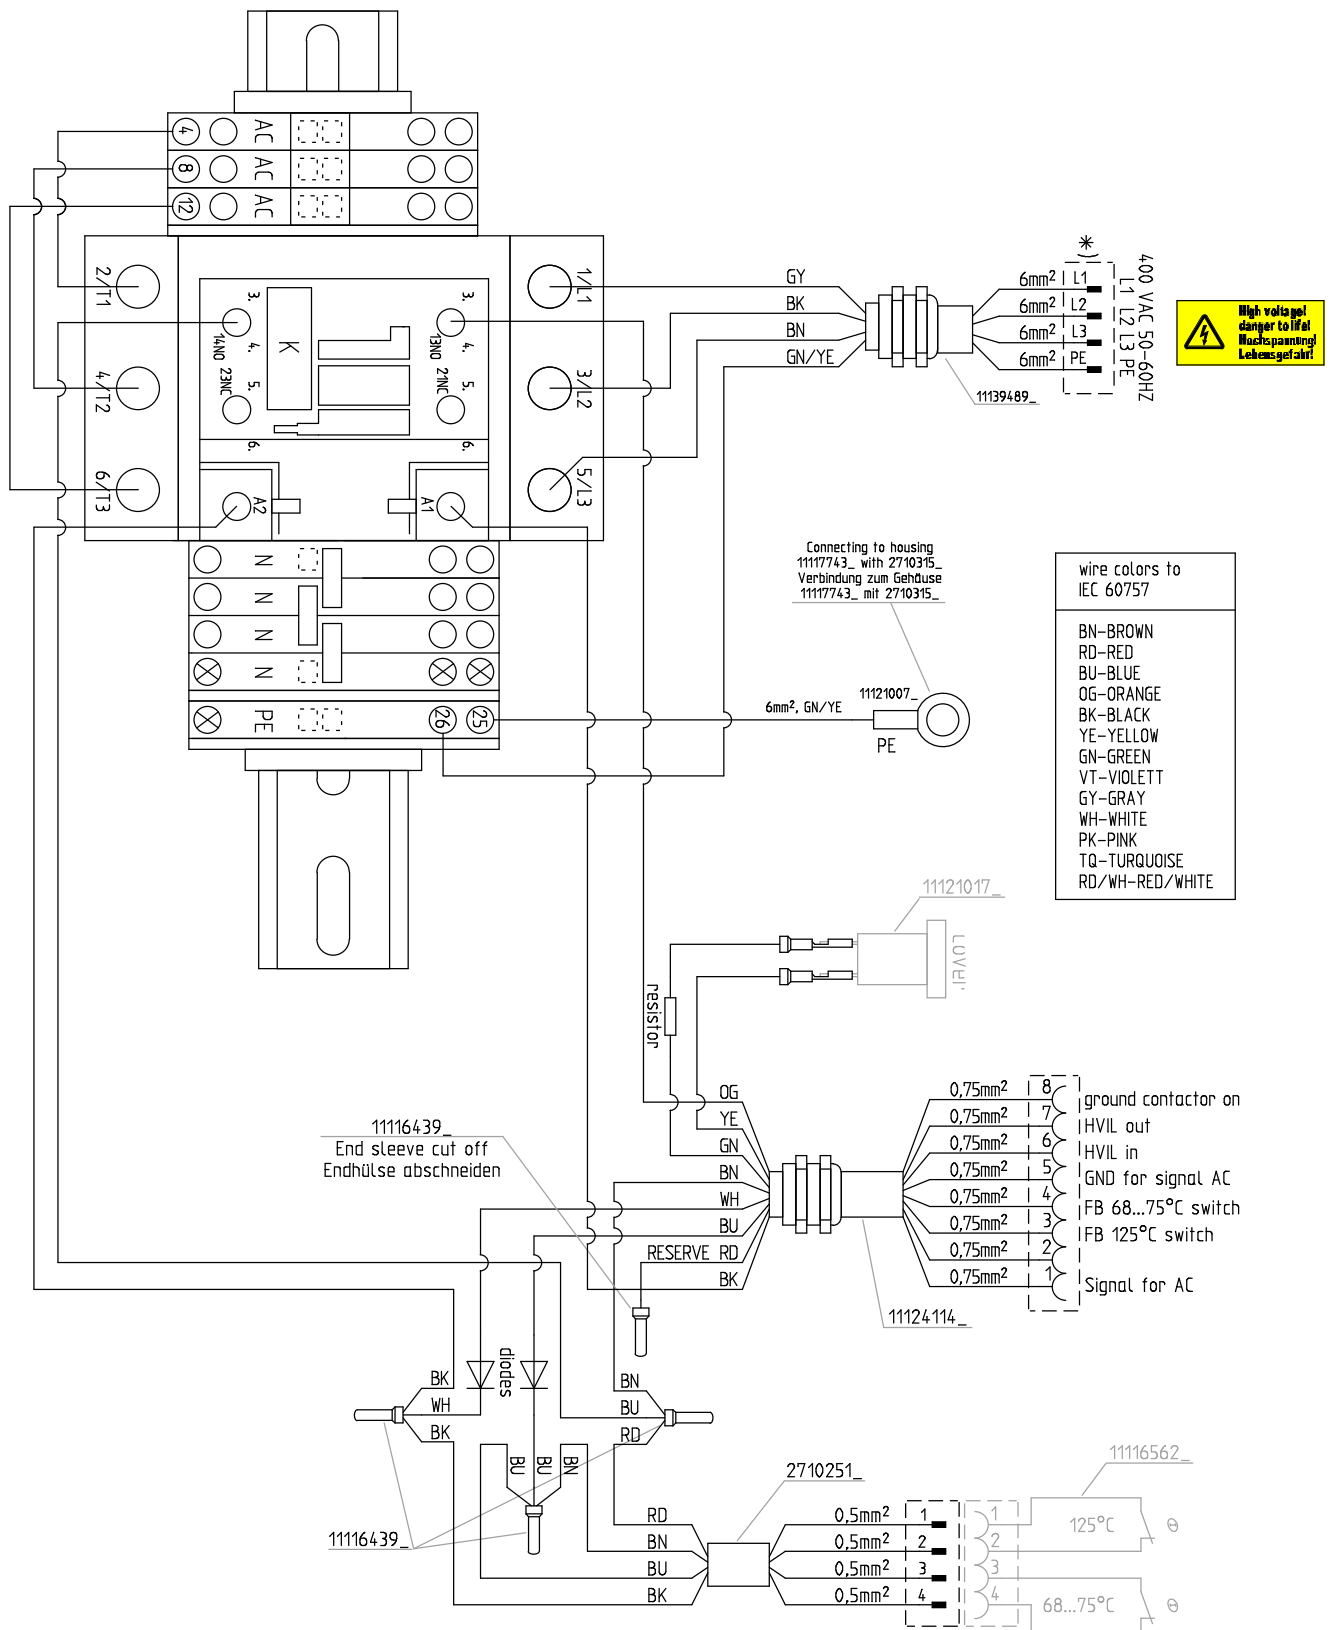 4 AC
8 AC
12 AC
2/T1
4/T2
6/T3
1/L1
3/L2
5/L3
3.
4.
5.
6.
14NO 23NC
K
3.
4.
5.
6.
13NO 21NC
A2
A1
N
N
N
N
PE
26
25
GY
BK
BN
GN/YE
11139489_
*)
6mm² L1
6mm² L2
6mm² L3
6mm² PE
400 VAC 50-60HZ
L1 L2 L3 PE
High voltage!
danger to life!
Hochspannung!
Lebensgefahr!
Connecting to housing
11117743_ with 2710315_
Verbindung zum Gehäuse
11117743_ mit 2710315_
6mm², GN/YE
11121007_
PE
wire colors to
IEC 60757
BN-BROWN
RD-RED
BU-BLUE
OG-ORANGE
BK-BLACK
YE-YELLOW
GN-GREEN
VT-VIOLETT
GY-GRAY
WH-WHITE
PK-PINK
TQ-TURQUOISE
RD/WH-RED/WHITE
11121017_
resistor
OG
YE
GN
BN
WH
BU
RESERVE RD
BK
11116439_
End sleeve cut off
Endhülse abschneiden
0,75mm² 8 ground contactor on
0,75mm² 7 HVIL out
0,75mm² 6 HVIL in
0,75mm² 5 GND for signal AC
0,75mm² 4 FB 68...75°C switch
0,75mm² 3 FB 125°C switch
0,75mm² 2
0,75mm² 1 Signal for AC
11124114_
diodes
BK
WH
BK
BN
BU
RD
BU
BU
BN
11116439_
2710251_
RD
BN
BU
BK
0,5mm² 1
0,5mm² 2
0,5mm² 3
0,5mm² 4
11116562_
1
2
3
4
125°C Θ
68...75°C Θ